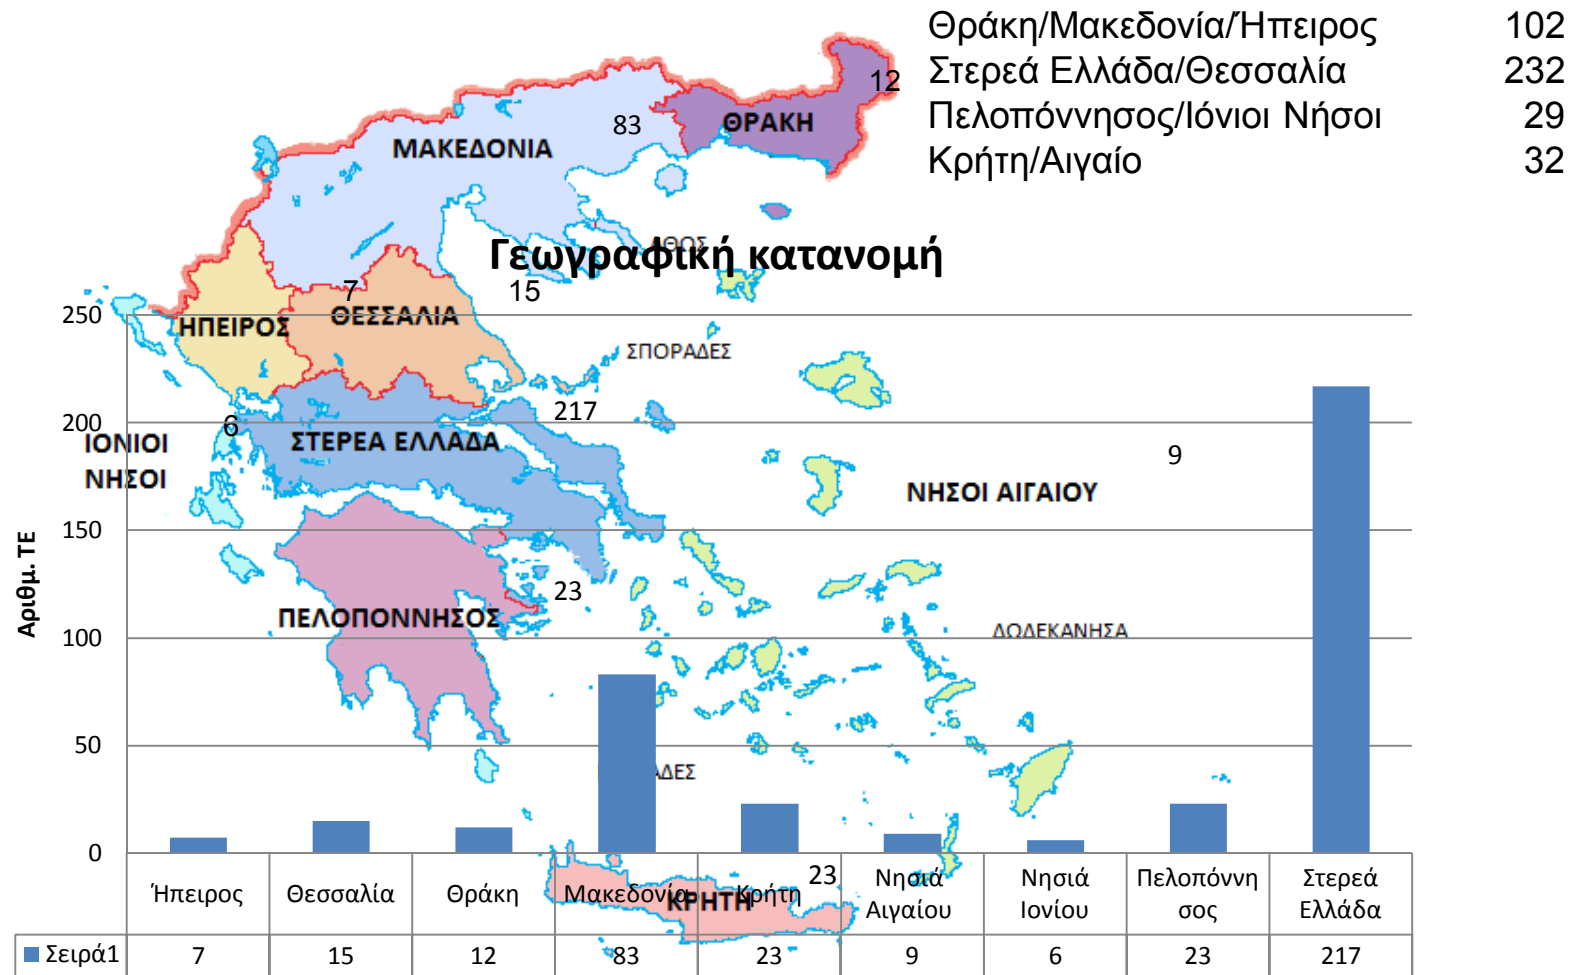 Θράκη/Μακεδονία/Ήπειρος 102
Στερεά Ελλάδα/Θεσσαλία 232
Πελοπόννησος/Ιόνιοι Νήσοι 29
Κρήτη/Αιγαίο 32
12
83
ΘΡΑΚΗ
ΜΑΚΕΔΟΝΙΑ
ΑΘΩΣ
Γεωγραφική κατανομή
7
15
250
ΗΠΕΙΡΟΣ
ΘΕΣΣΑΛΙΑ
ΣΠΟΡΑΔΕΣ
217
200
6
ΙΟΝΙΟΙ
ΝΗΣΟΙ
ΣΤΕΡΕΑ ΕΛΛΑΔΑ
9
ΝΗΣΟΙ ΑΙΓΑΙΟΥ
150
Αριθμ. ΤΕ
23
ΠΕΛΟΠΟΝΝΗΣΟΣ
ΔΩΔΕΚΑΝΗΣΑ
100
50
0
23
ΚΡΗΤΗ
Ήπειρος Θεσσαλία Θράκη Μακεδονία Κρήτη Νησιά Αιγαίου Νησιά Ιονίου Πελοπόννη σος Στερεά Ελλάδα
Σειρά1 7 15 12 83 23 9 6 23 217